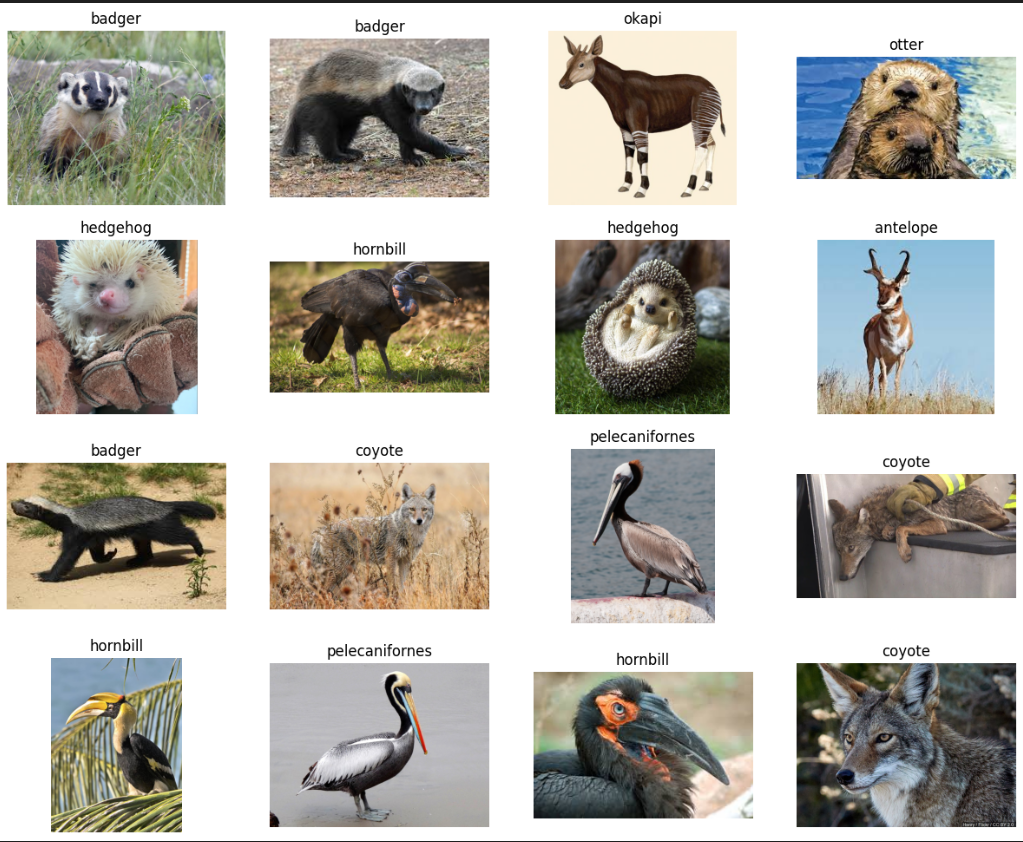 badger
badger
okapi
otter
hedgehog
hornbill
hedgehog
antelope
badger
coyote
pelecanifornes
coyote
hornbill
pelecanifornes
hornbill
coyote